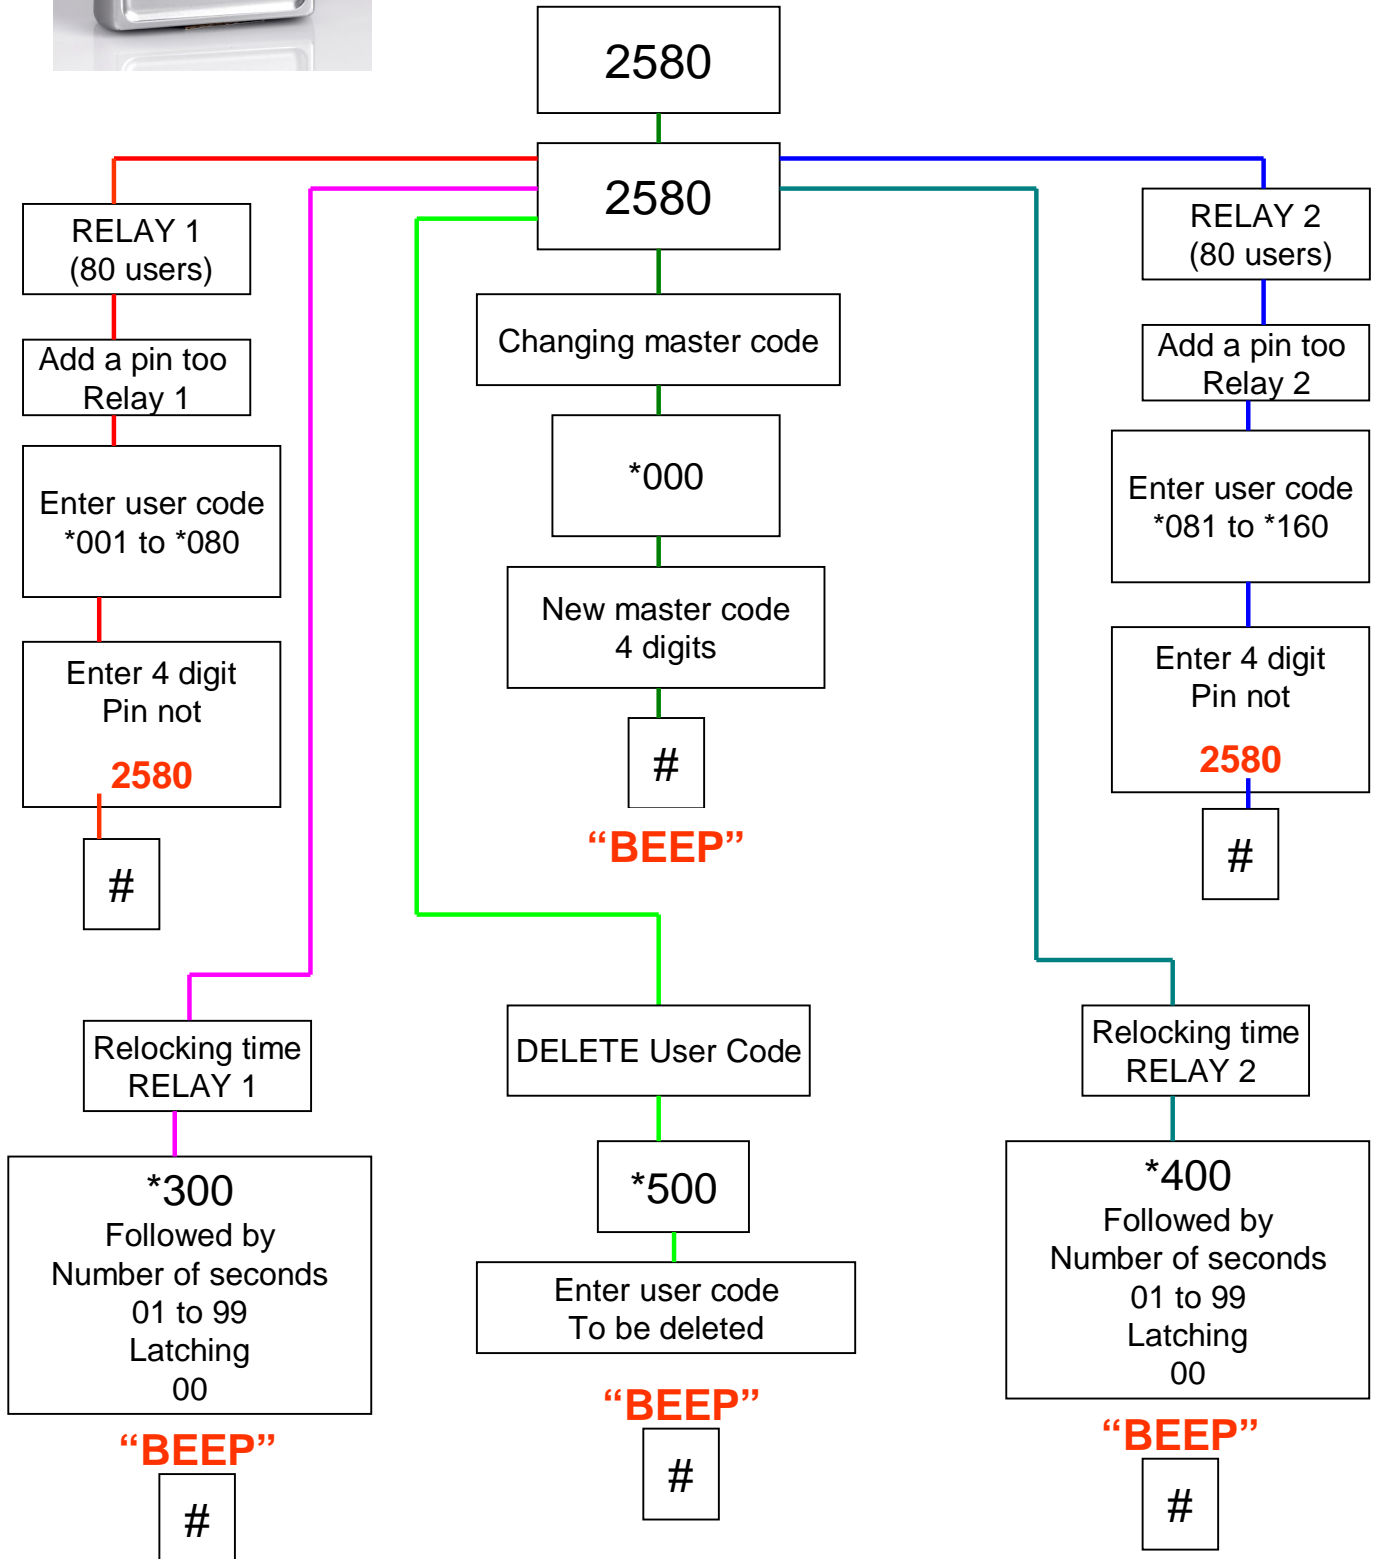 2580
2580
RELAY 1
(80 users)
Add a pin too
Relay 1
Enter user code
*001 to *080
Enter 4 digit
Pin not
2580
#
Changing master code
*000
New master code
4 digits
#
“BEEP”
RELAY 2
(80 users)
Add a pin too
Relay 2
Enter user code
*081 to *160
Enter 4 digit
Pin not
2580
#
Relocking time
RELAY 1
*300
Followed by
Number of seconds
01 to 99
Latching
00
“BEEP”
#
DELETE User Code
*500
Enter user code
To be deleted
“BEEP”
#
Relocking time
RELAY 2
*400
Followed by
Number of seconds
01 to 99
Latching
00
“BEEP”
#